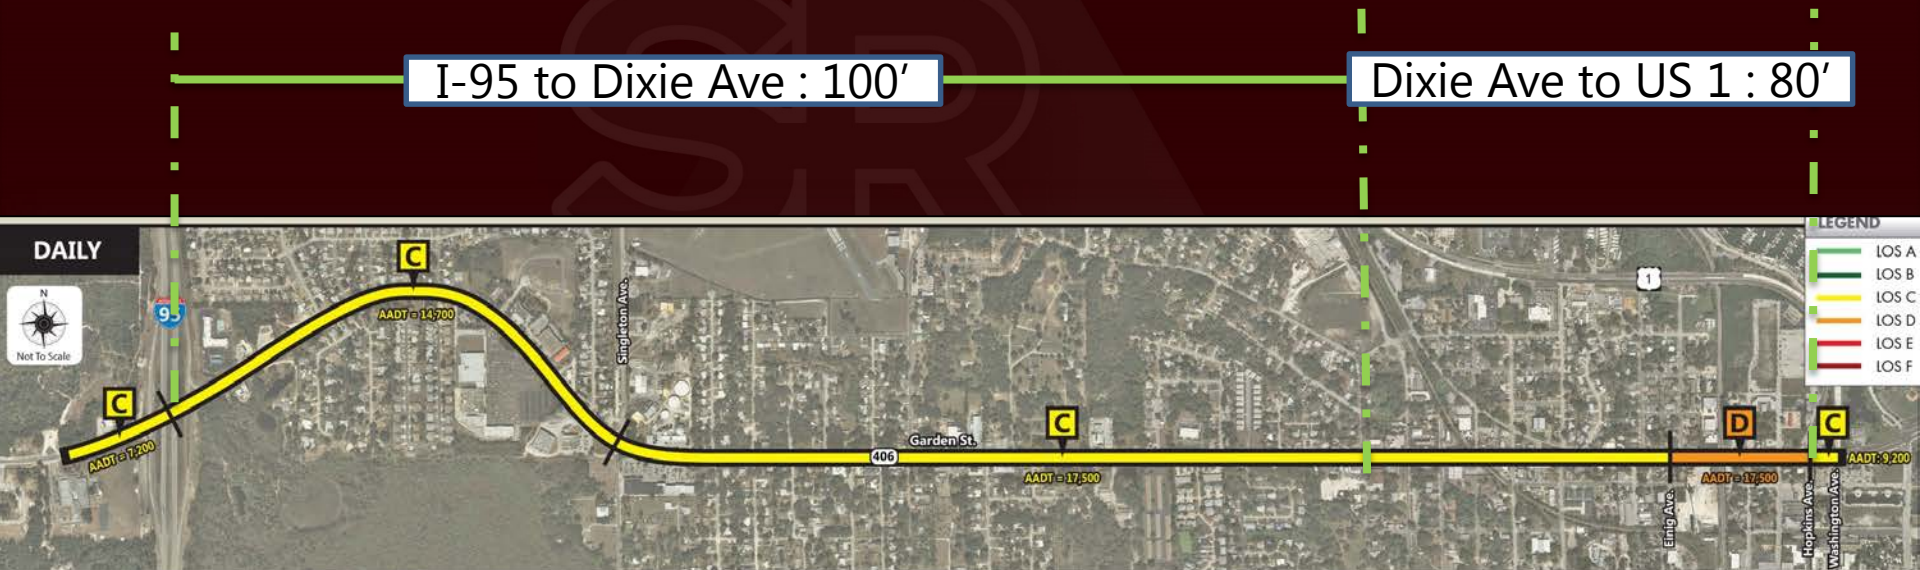 I-95 to Dixie Ave : 100’
Dixie Ave to US 1 : 80’
SR
DAILY
N
Not To Scale
95
C
AADT = 7,200
C
AADT = 14,700
Singleton Ave.
Garden St.
406
C
AADT = 17,500
1
Einig Ave.
D
AADT = 17,500
Hopkins Ave.
C
Washington Ave.
AADT: 9,200
LEGEND
LOS A
LOS B
LOS C
LOS D
LOS E
LOS F